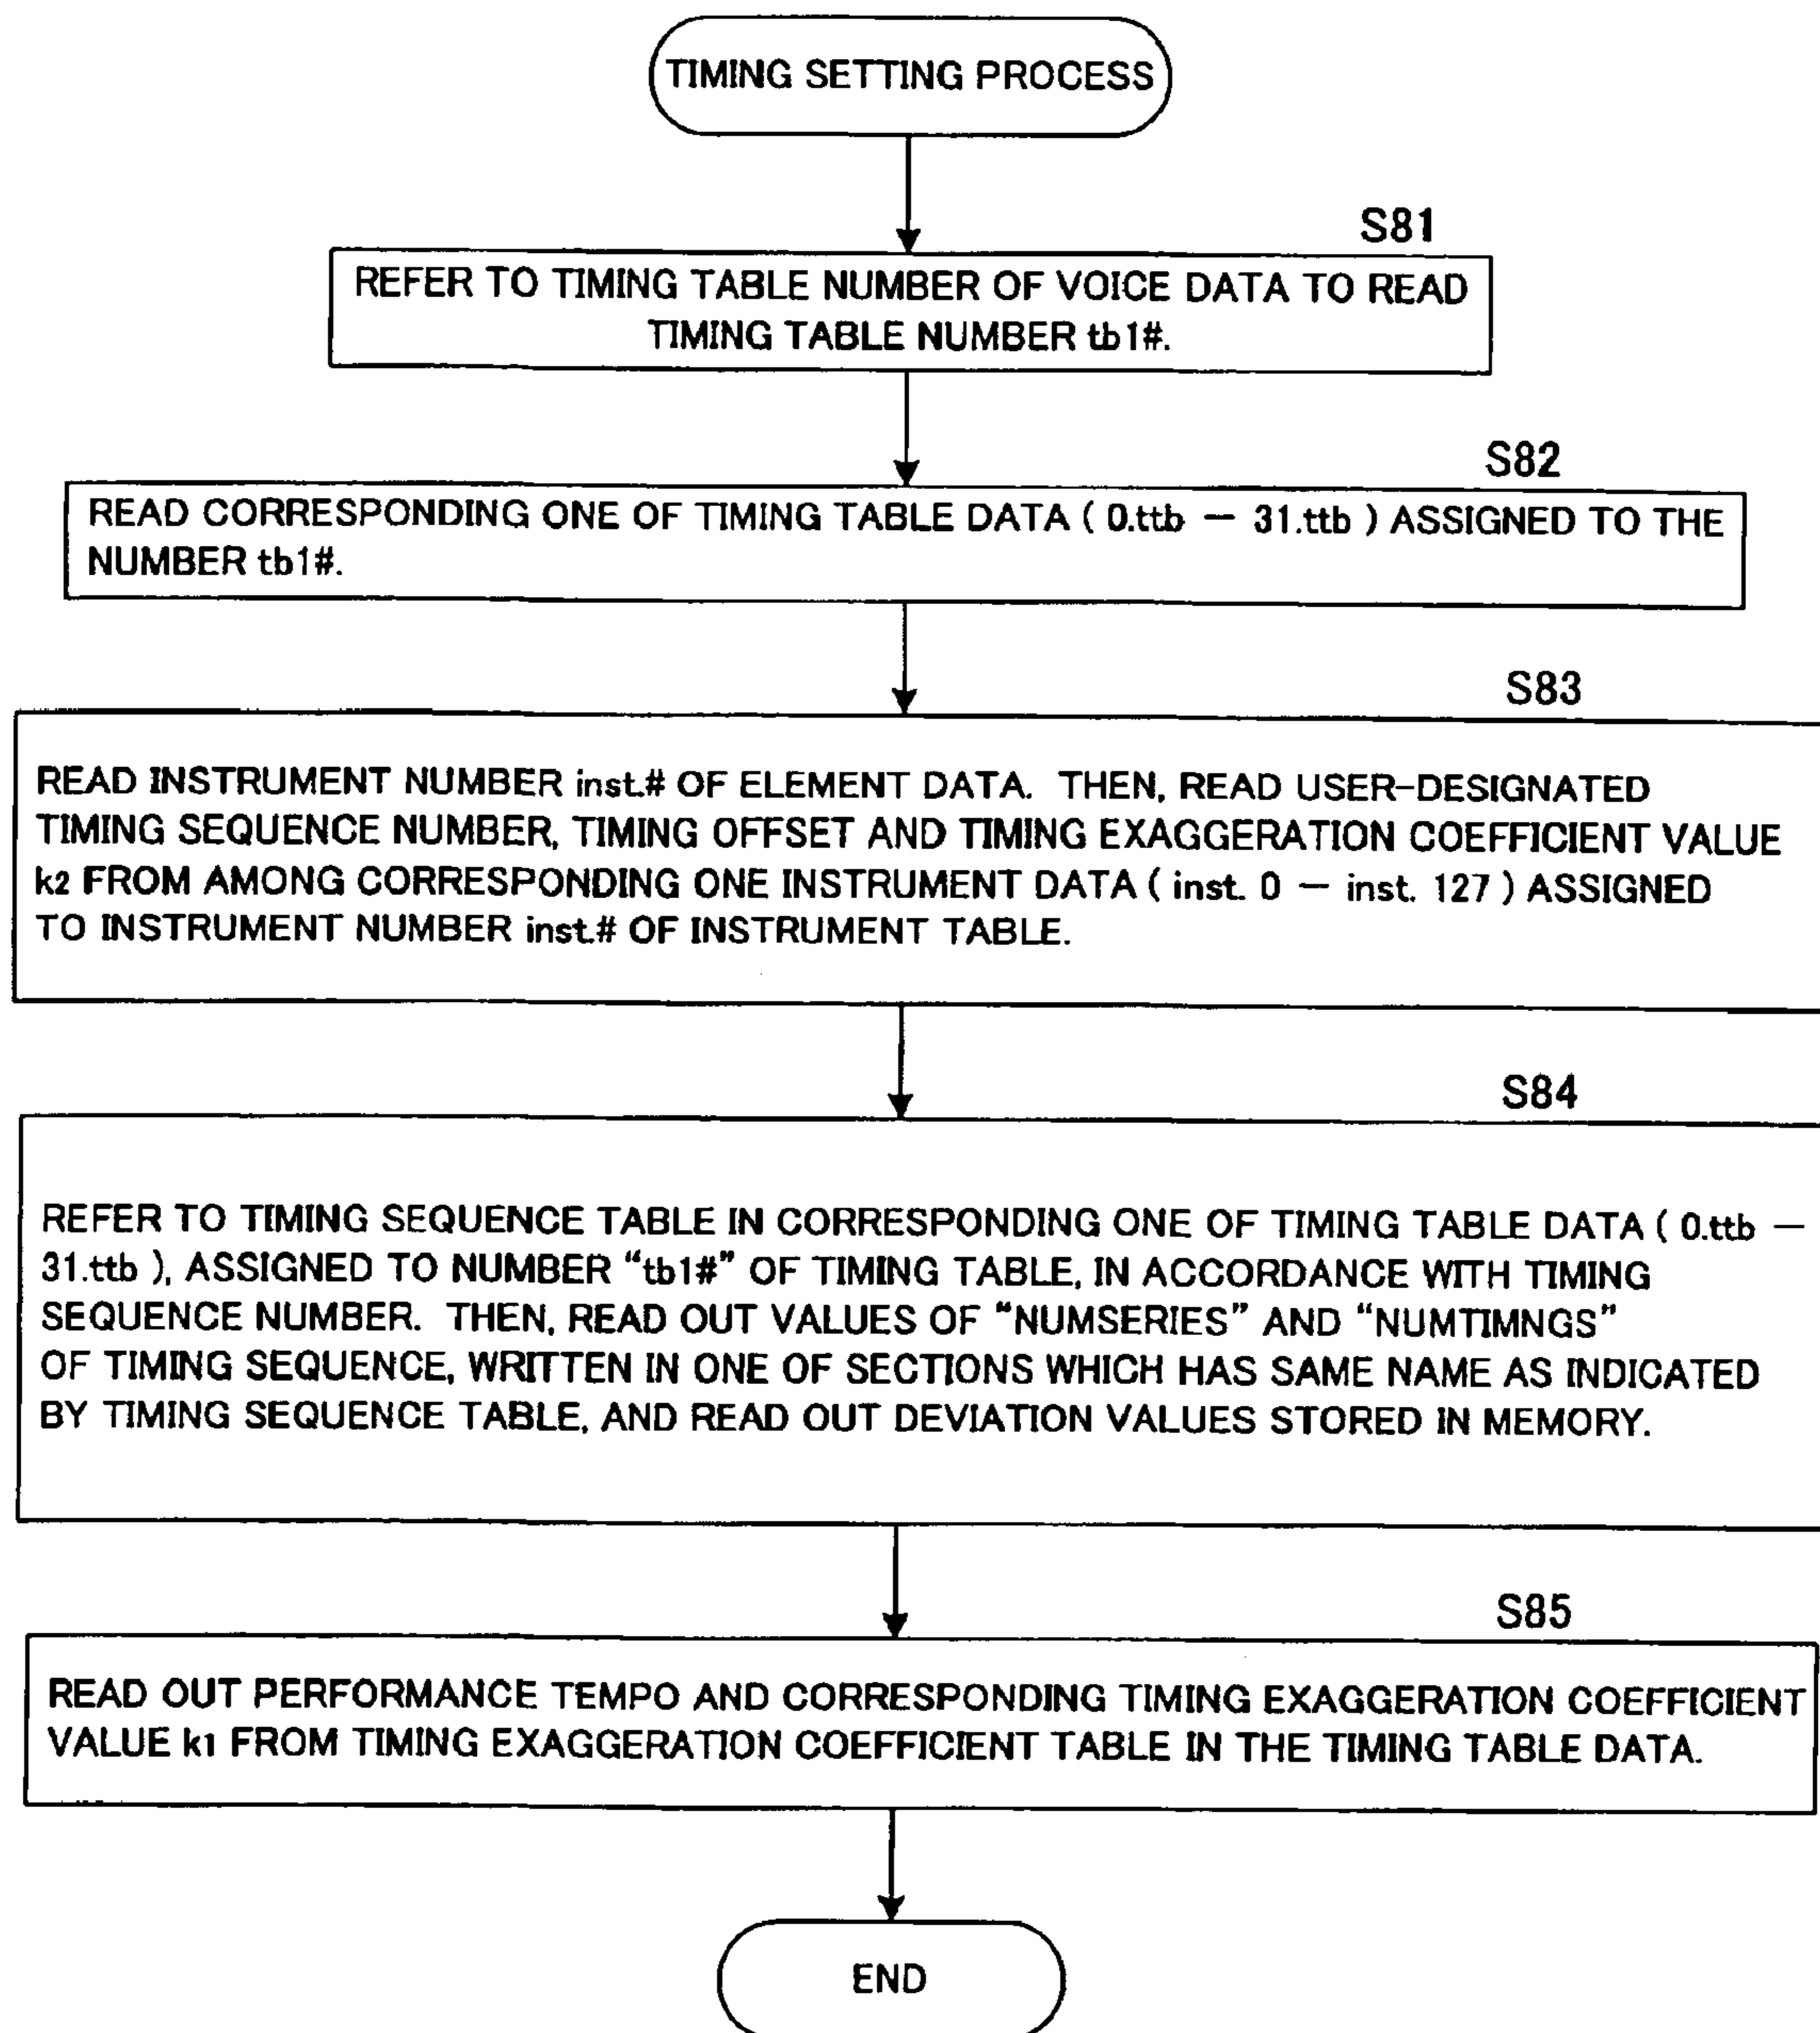 TIMING SETTING PROCESS
S81
REFER TO TIMING TABLE NUMBER OF VOICE DATA TO READ
TIMING TABLE NUMBER tb1#.
S82
READ CORRESPONDING ONE OF TIMING TABLE DATA ( 0.ttb — 31.ttb ) ASSIGNED TO THE
NUMBER tb1#.
S83
READ INSTRUMENT NUMBER inst.# OF ELEMENT DATA. THEN, READ USER-DESIGNATED
TIMING SEQUENCE NUMBER, TIMING OFFSET AND TIMING EXAGGERATION COEFFICIENT VALUE
k2 FROM AMONG CORRESPONDING ONE INSTRUMENT DATA ( inst. 0 — inst. 127 ) ASSIGNED
TO INSTRUMENT NUMBER inst.# OF INSTRUMENT TABLE.
S84
REFER TO TIMING SEQUENCE TABLE IN CORRESPONDING ONE OF TIMING TABLE DATA ( 0.ttb —
31.ttb ), ASSIGNED TO NUMBER “tb1#” OF TIMING TABLE, IN ACCORDANCE WITH TIMING
SEQUENCE NUMBER. THEN, READ OUT VALUES OF “NUMSERIES” AND “NUMTIMNGS”
OF TIMING SEQUENCE, WRITTEN IN ONE OF SECTIONS WHICH HAS SAME NAME AS INDICATED
BY TIMING SEQUENCE TABLE, AND READ OUT DEVIATION VALUES STORED IN MEMORY.
S85
READ OUT PERFORMANCE TEMPO AND CORRESPONDING TIMING EXAGGERATION COEFFICIENT
VALUE k1 FROM TIMING EXAGGERATION COEFFICIENT TABLE IN THE TIMING TABLE DATA.
END